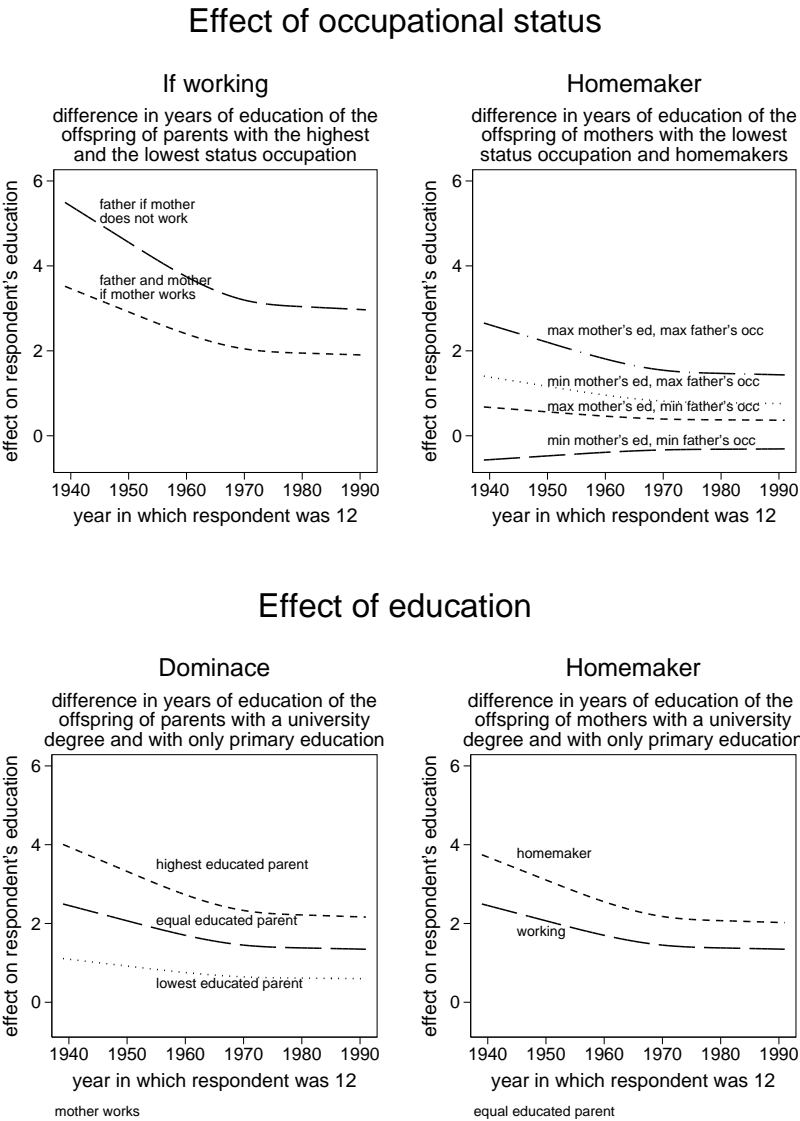 Effect of occupational status
If working
difference in years of education of the
offspring of parents with the highest
and the lowest status occupation
effect on respondent's education
6
4
2
0
father if mother
does not work
father and mother
if mother works
1940 1950 1960 1970 1980 1990
year in which respondent was 12
Homemaker
difference in years of education of the
offspring of mothers with the lowest
status occupation and homemakers
effect on respondent's education
6
4
2
0
max mother's ed, max father's occ
min mother's ed, max father's occ
max mother's ed, min father's occ
min mother's ed, min father's occ
1940 1950 1960 1970 1980 1990
year in which respondent was 12
Effect of education
Dominace
difference in years of education of the
offspring of parents with a university
degree and with only primary education
effect on respondent's education
6
4
2
0
highest educated parent
equal educated parent
lowest educated parent
1940 1950 1960 1970 1980 1990
year in which respondent was 12
mother works
Homemaker
difference in years of education of the
offspring of mothers with a university
degree and with only primary education
effect on respondent's education
6
4
2
0
homemaker
working
1940 1950 1960 1970 1980 1990
year in which respondent was 12
equal educated parent